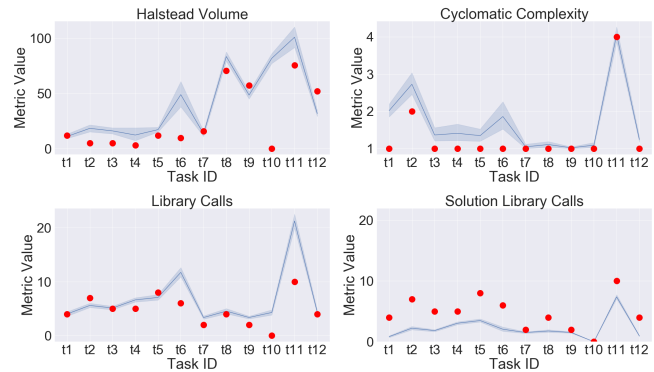 Halstead Volume
Metric Value
100
50
0
t1 t2 t3 t4 t5 t6 t7 t8 t9 t10 t11 t12
Task ID
Cyclomatic Complexity
Metric Value
4
3
2
1
t1 t2 t3 t4 t5 t6 t7 t8 t9 t10 t11 t12
Task ID
Library Calls
Metric Value
20
10
0
t1 t2 t3 t4 t5 t6 t7 t8 t9 t10 t11 t12
Task ID
Solution Library Calls
Metric Value
20
10
0
t1 t2 t3 t4 t5 t6 t7 t8 t9 t10 t11 t12
Task ID